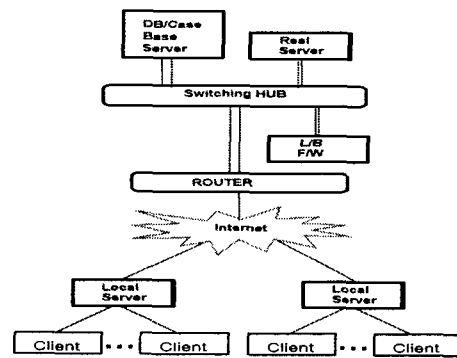 DB/Case
Base
Server
Real
Server
Switching HUB
L/B
F/W
ROUTER
Internet
Local
Server
Local
Server
Client ••• Client
Client ••• Client